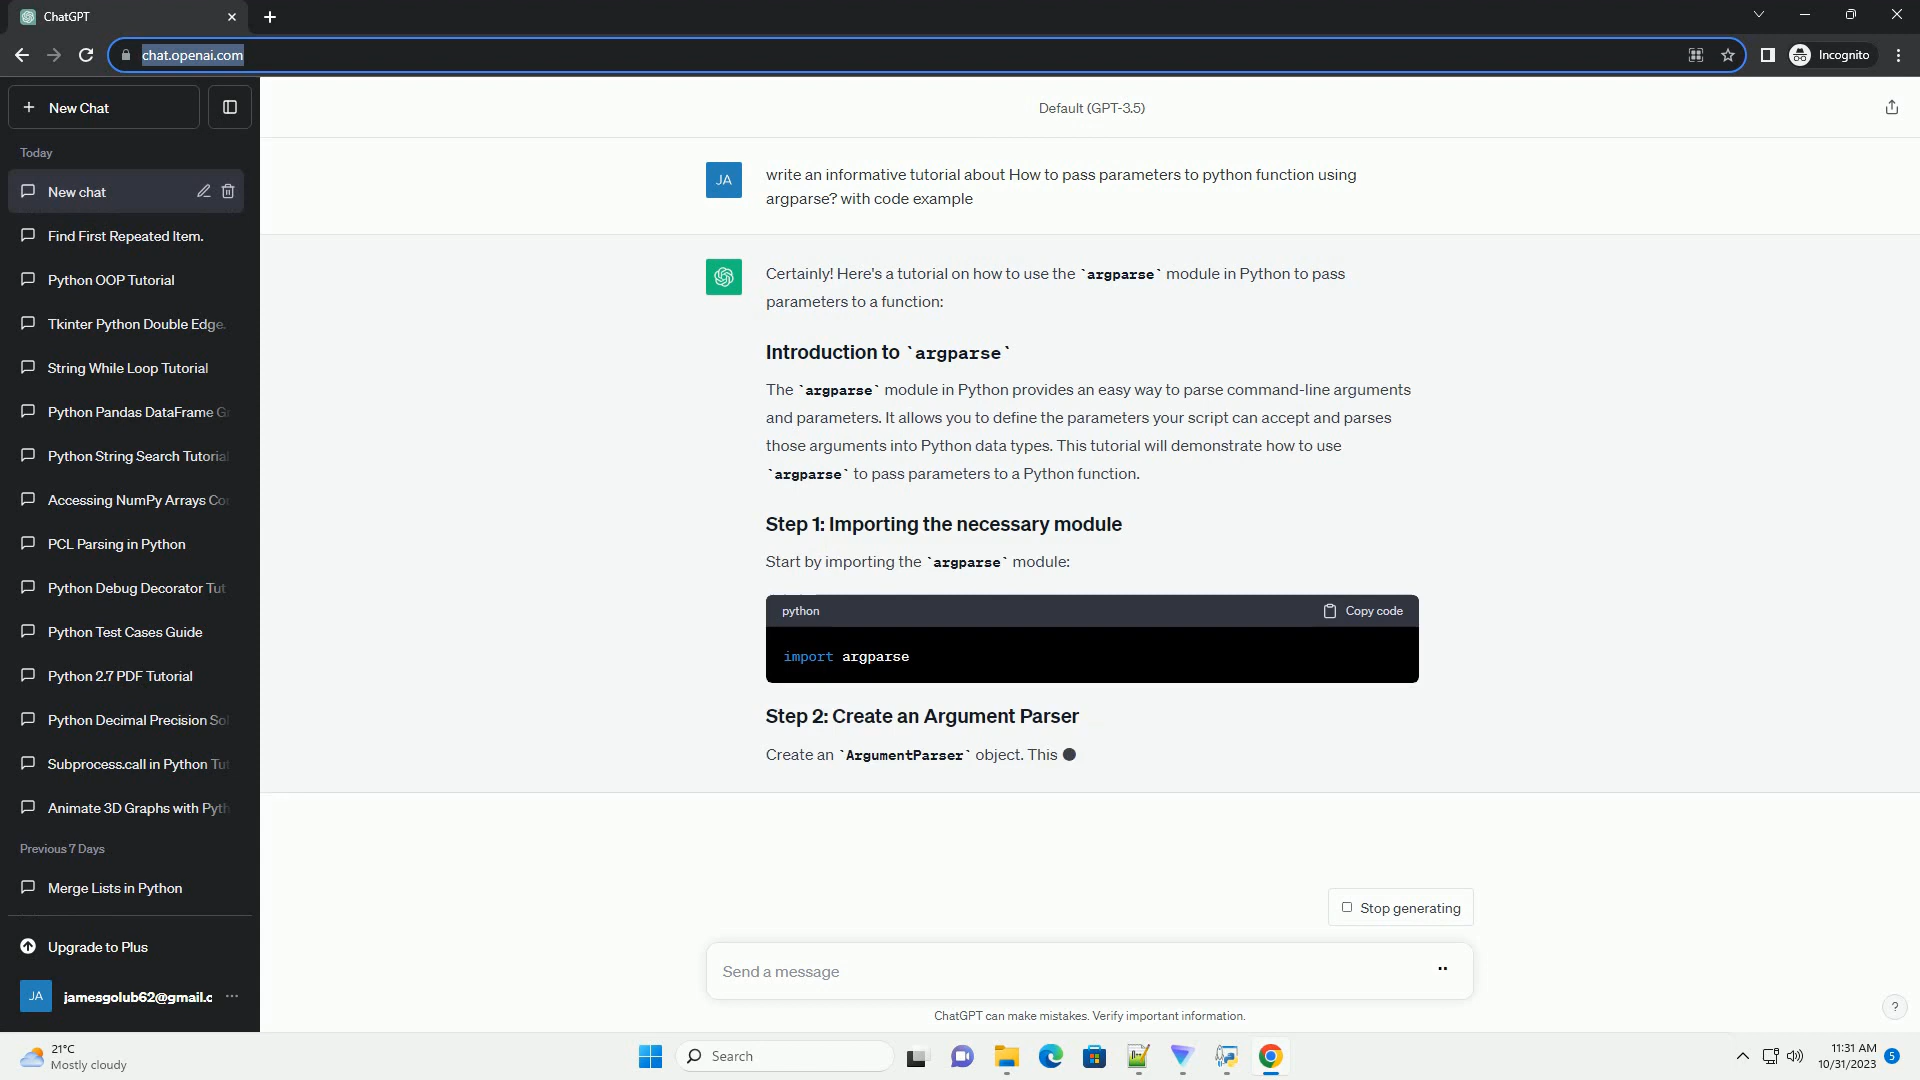 ChatGPT
chat.openai.com
Incognito
New Chat
Today
New chat
Find First Repeated Item.
Python OOP Tutorial
Tkinter Python Double Edge.
String While Loop Tutorial
Python Pandas DataFrame Gr
Python String Search Tutorial
Accessing NumPy Arrays Co
PCL Parsing in Python
Python Debug Decorator Tut
Python Test Cases Guide
Python 2.7 PDF Tutorial
Python Decimal Precision Sol
Subprocess.call in Python Tut
Animate 3D Graphs with Pyth
Previous 7 Days
Merge Lists in Python
Upgrade to Plus
JA
jamesgolub62@gmail.c
Default (GPT-3.5)
JA
write an informative tutorial about How to pass parameters to python function using
argparse? with code example
Certainly! Here's a tutorial on how to use the `argparse` module in Python to pass
parameters to a function:
Introduction to `argparse`
The `argparse` module in Python provides an easy way to parse command-line arguments
and parameters. It allows you to define the parameters your script can accept and parses
those arguments into Python data types. This tutorial will demonstrate how to use
`argparse` to pass parameters to a Python function.
Step 1: Importing the necessary module
Start by importing the `argparse` module:
python
Copy code
import argparse
Step 2: Create an Argument Parser
Create an `ArgumentParser` object. This
Stop generating
Send a message
ChatGPT can make mistakes. Verify important information.
?
21°C
Mostly cloudy
Search
11:31 AM
10/31/2023
5